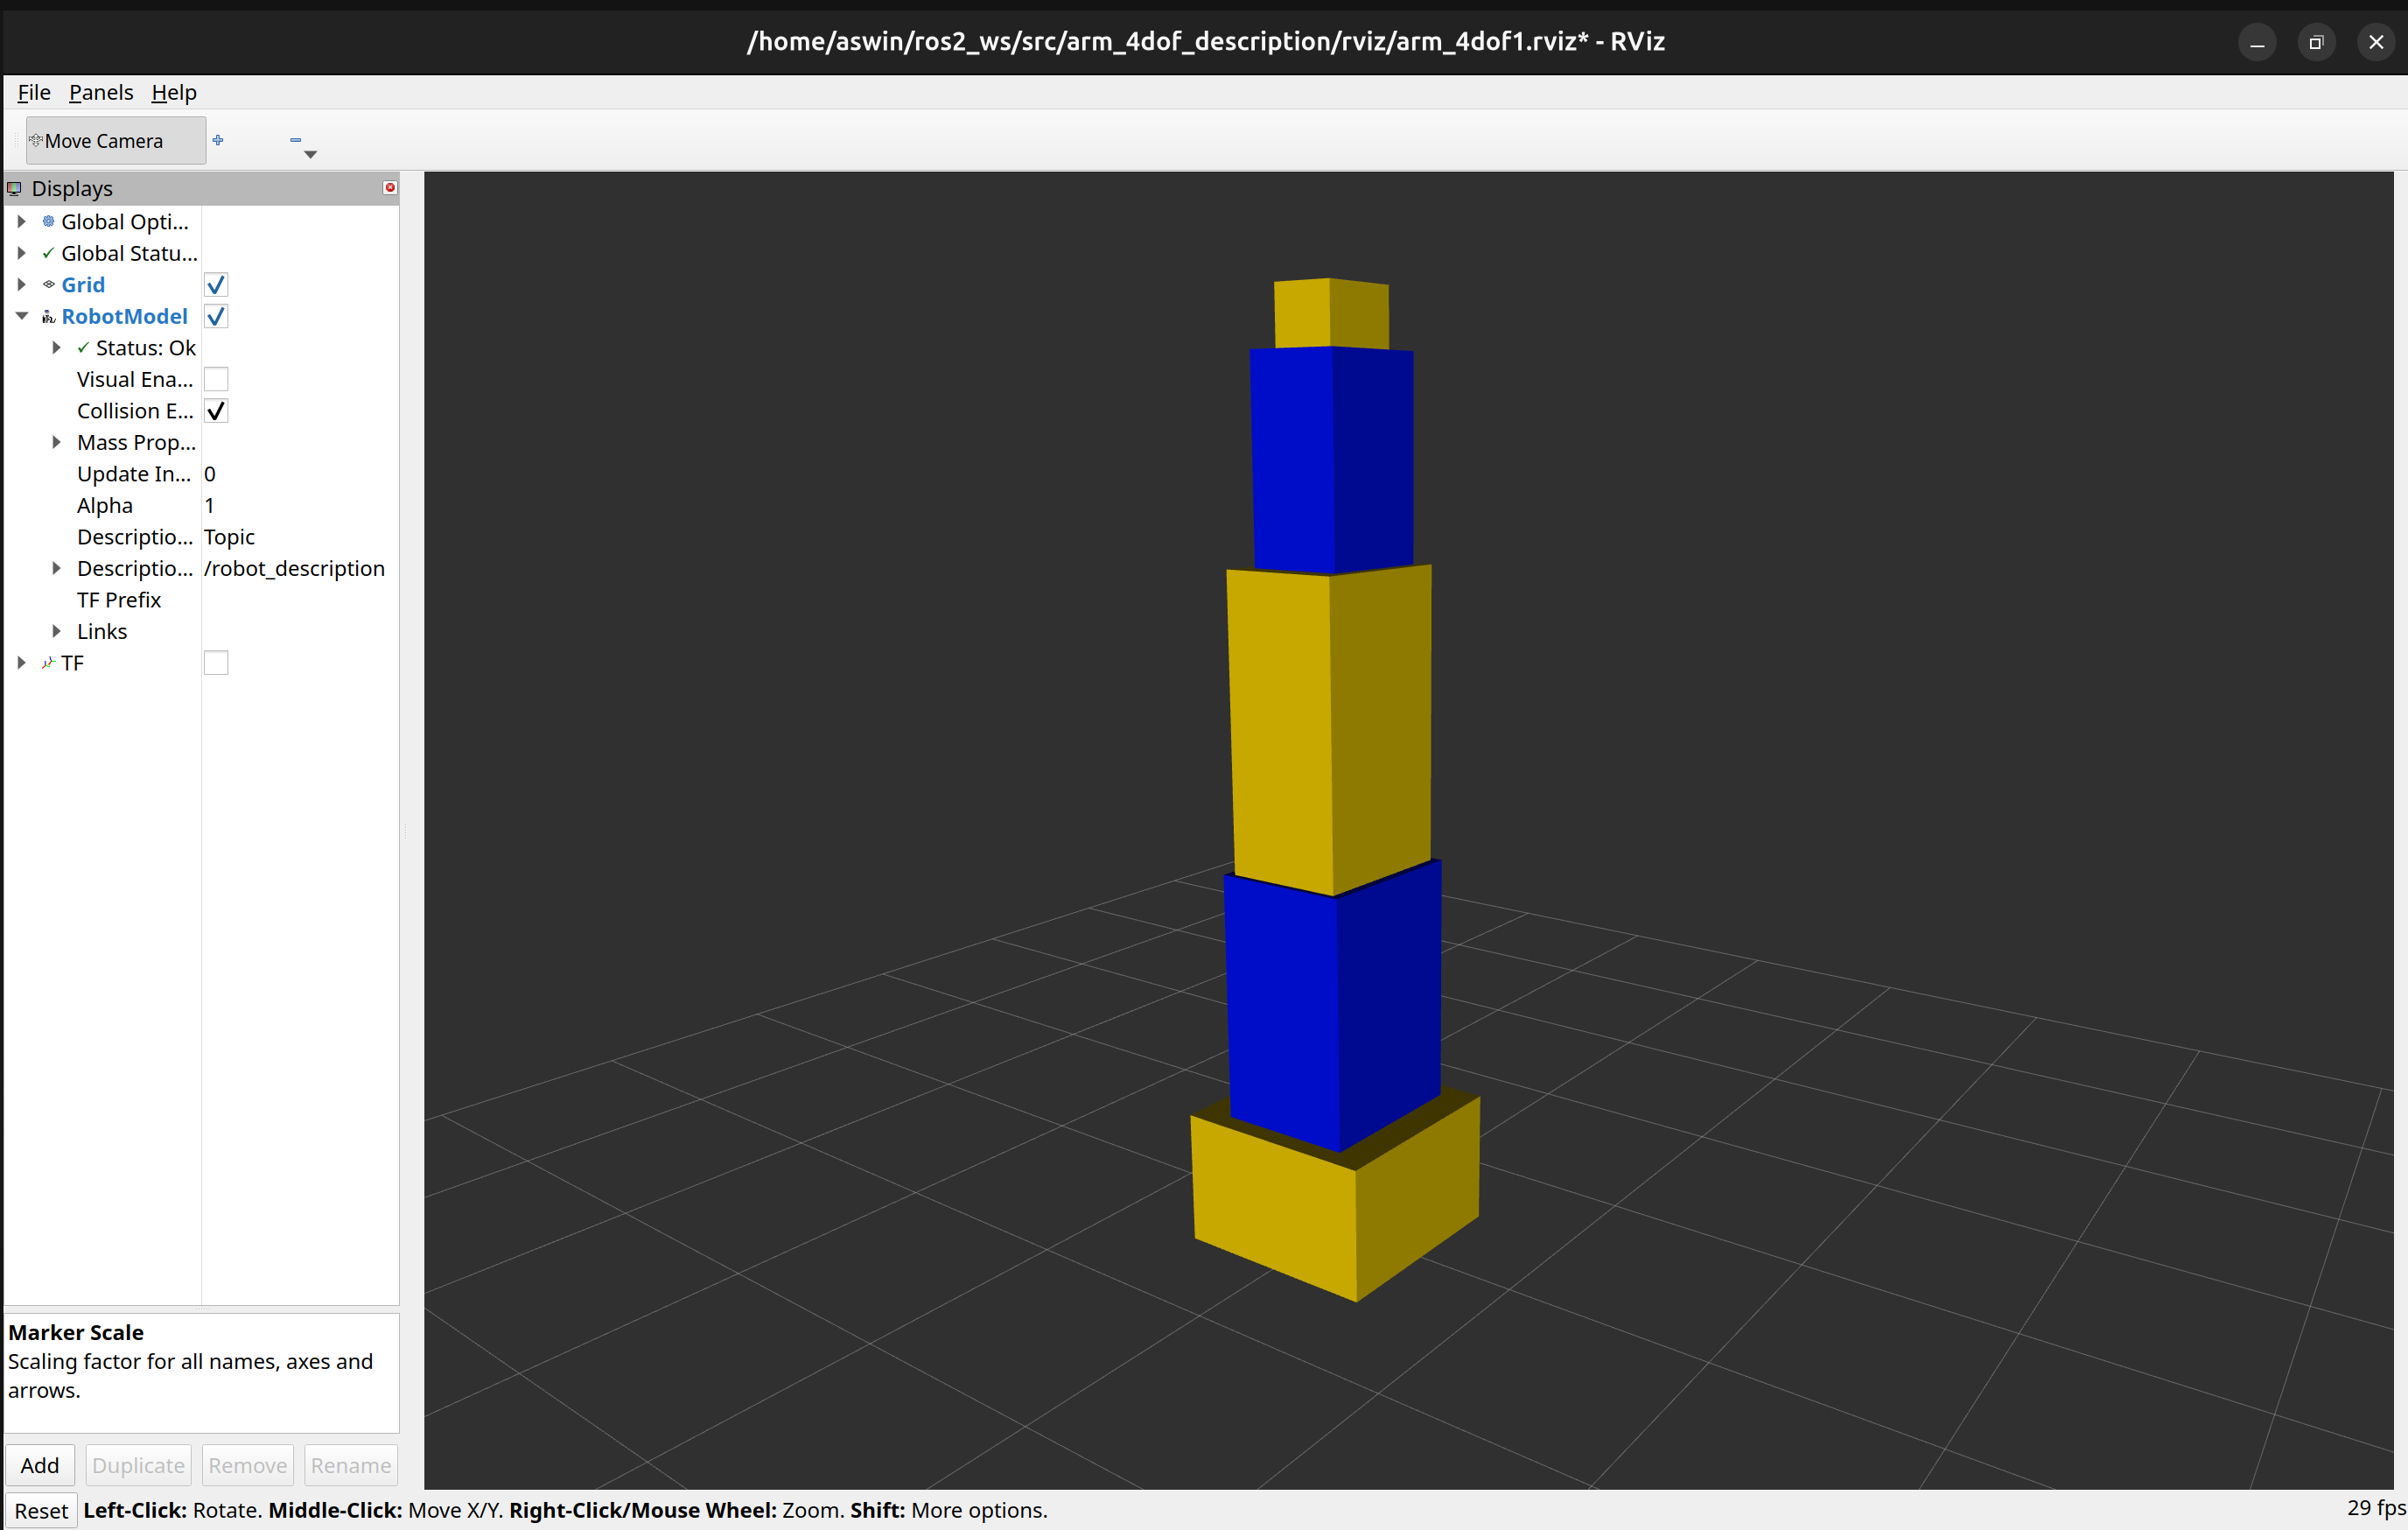 /home/aswin/ros2_ws/src/arm_4dof_description/rviz/arm_4dof1.rviz* - RViz
File Panels Help
Move Camera
Displays
Global Opti...
Global Statu...
Grid
RobotModel
Status: Ok
Visual Ena...
Collision E...
Mass Prop...
Update In... 0
Alpha 1
Descriptio... Topic
Descriptio... /robot_description
TF Prefix
Links
TF
Marker Scale
Scaling factor for all names, axes and
arrows.
Add Duplicate Remove Rename
Reset Left-Click: Rotate. Middle-Click: Move X/Y. Right-Click/Mouse Wheel: Zoom. Shift: More options. 29 fps